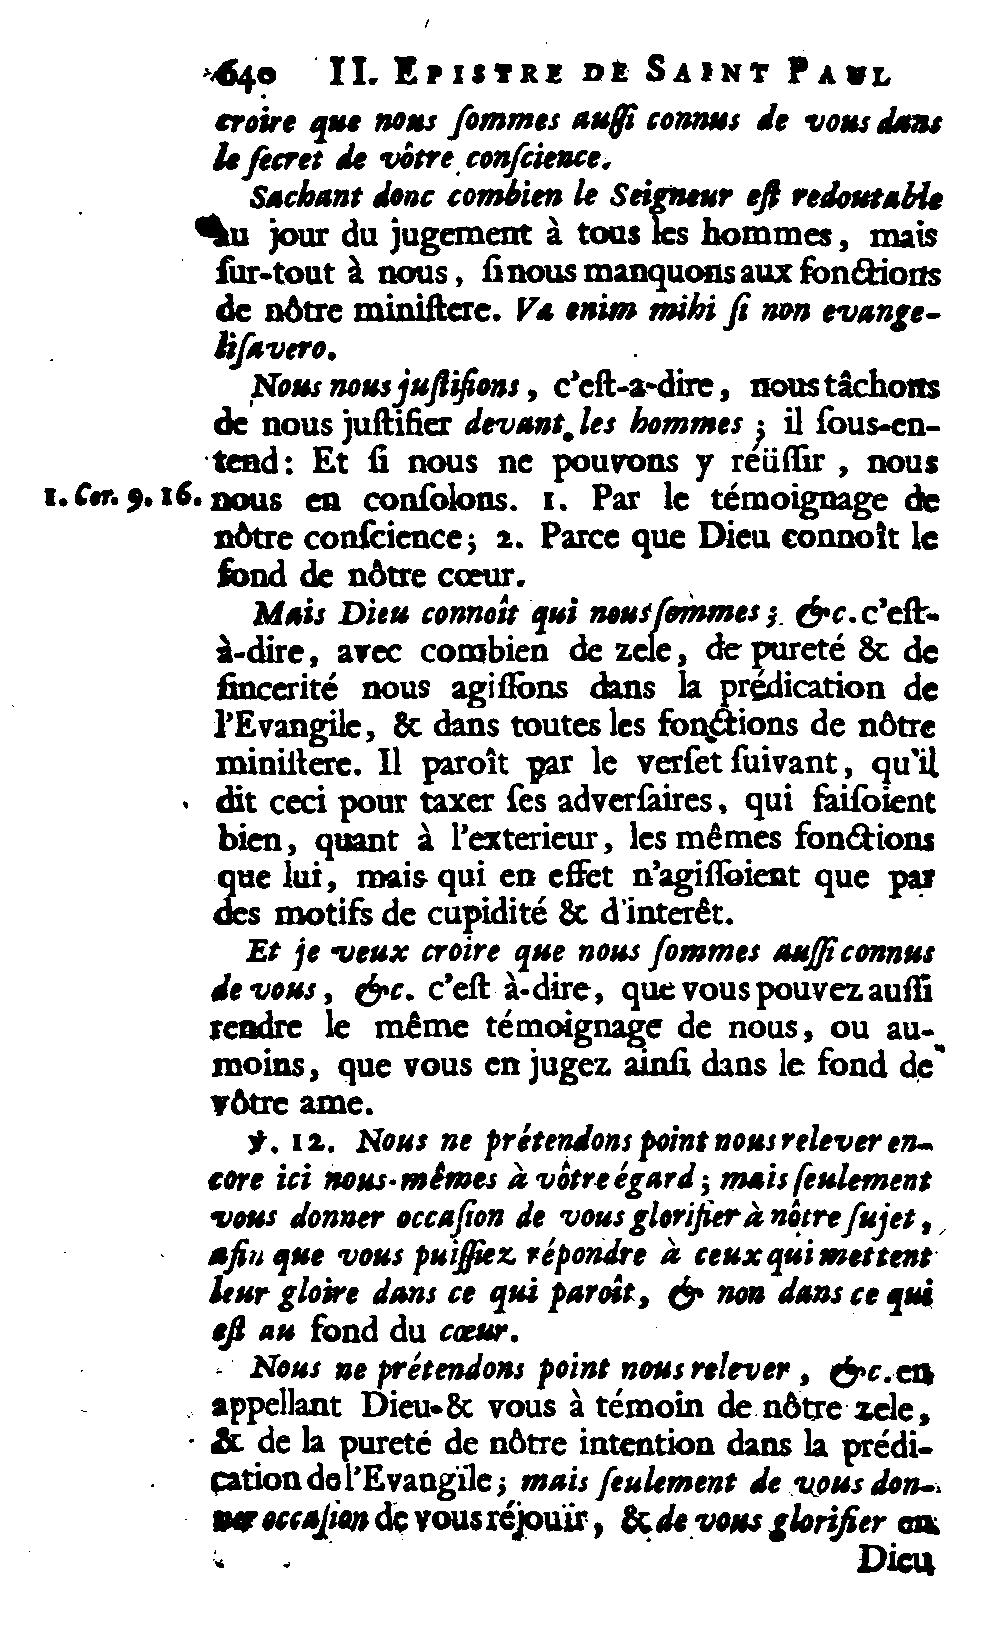 640 II. EPISTRE DE SAINT PAUL
croire que nous ſommes auſſi connus de vous dans
le ſecret de vôtre conſcience.
Sachant donc combien le Seigneur eſt redoutable
au jour du jugement à tous les hommes, mais
ſur-tout à nous, ſi nous manquons aux fonctions
de nôtre miniſtere. Va enim mihi ſi non evange-
liſavero.
Nous nous juſtifions, c'eſt-a-dire, nous tâchons
de nous juſtifier devant les hommes; il ſous-en-
tend: Et ſi nous ne pouvons y réüſſir, nous
1. Cor. 9. 16. nous en conſolons. 1. Par le témoignage de
nôtre conſcience; 2. Parce que Dieu connoît le
fond de nôtre cœur.
Mais Dieu connoît qui nous ſommes; &c. c'eſt-
à-dire, avec combien de zele, de pureté & de
ſincerité nous agiſſons dans la prédication de
l'Evangile, & dans toutes les fonctions de nôtre
miniſtere. Il paroît par le verſet ſuivant, qu'il
dit ceci pour taxer ſes adverſaires, qui faiſoient
bien, quant à l'exterieur, les mêmes fonctions
que lui, mais qui en effet n'agiſſoient que par
des motifs de cupidité & d'interêt.
Et je veux croire que nous ſommes auſſi connus
de vous, &c. c'eſt à-dire, que vous pouvez auſſi
rendre le même témoignage de nous, ou au-
moins, que vous en jugez ainſi dans le fond de
vôtre ame.
℣. 12. Nous ne prétendons point nous relever en-
core ici nous-mêmes à vôtre égard; mais ſeulement
vous donner occaſion de vous glorifier à nôtre ſujet,
afin que vous puiſſiez répondre à ceux qui mettent
leur gloire dans ce qui paroît, & non dans ce qui
eſt au fond du cœur.
Nous ne prétendons point nous relever, &c. en
appellant Dieu & vous à témoin de nôtre zele,
& de la pureté de nôtre intention dans la prédi-
cation de l'Evangile; mais ſeulement de vous don-
ner occaſion de vous réjouïr, & de vous glorifier en
Dieu